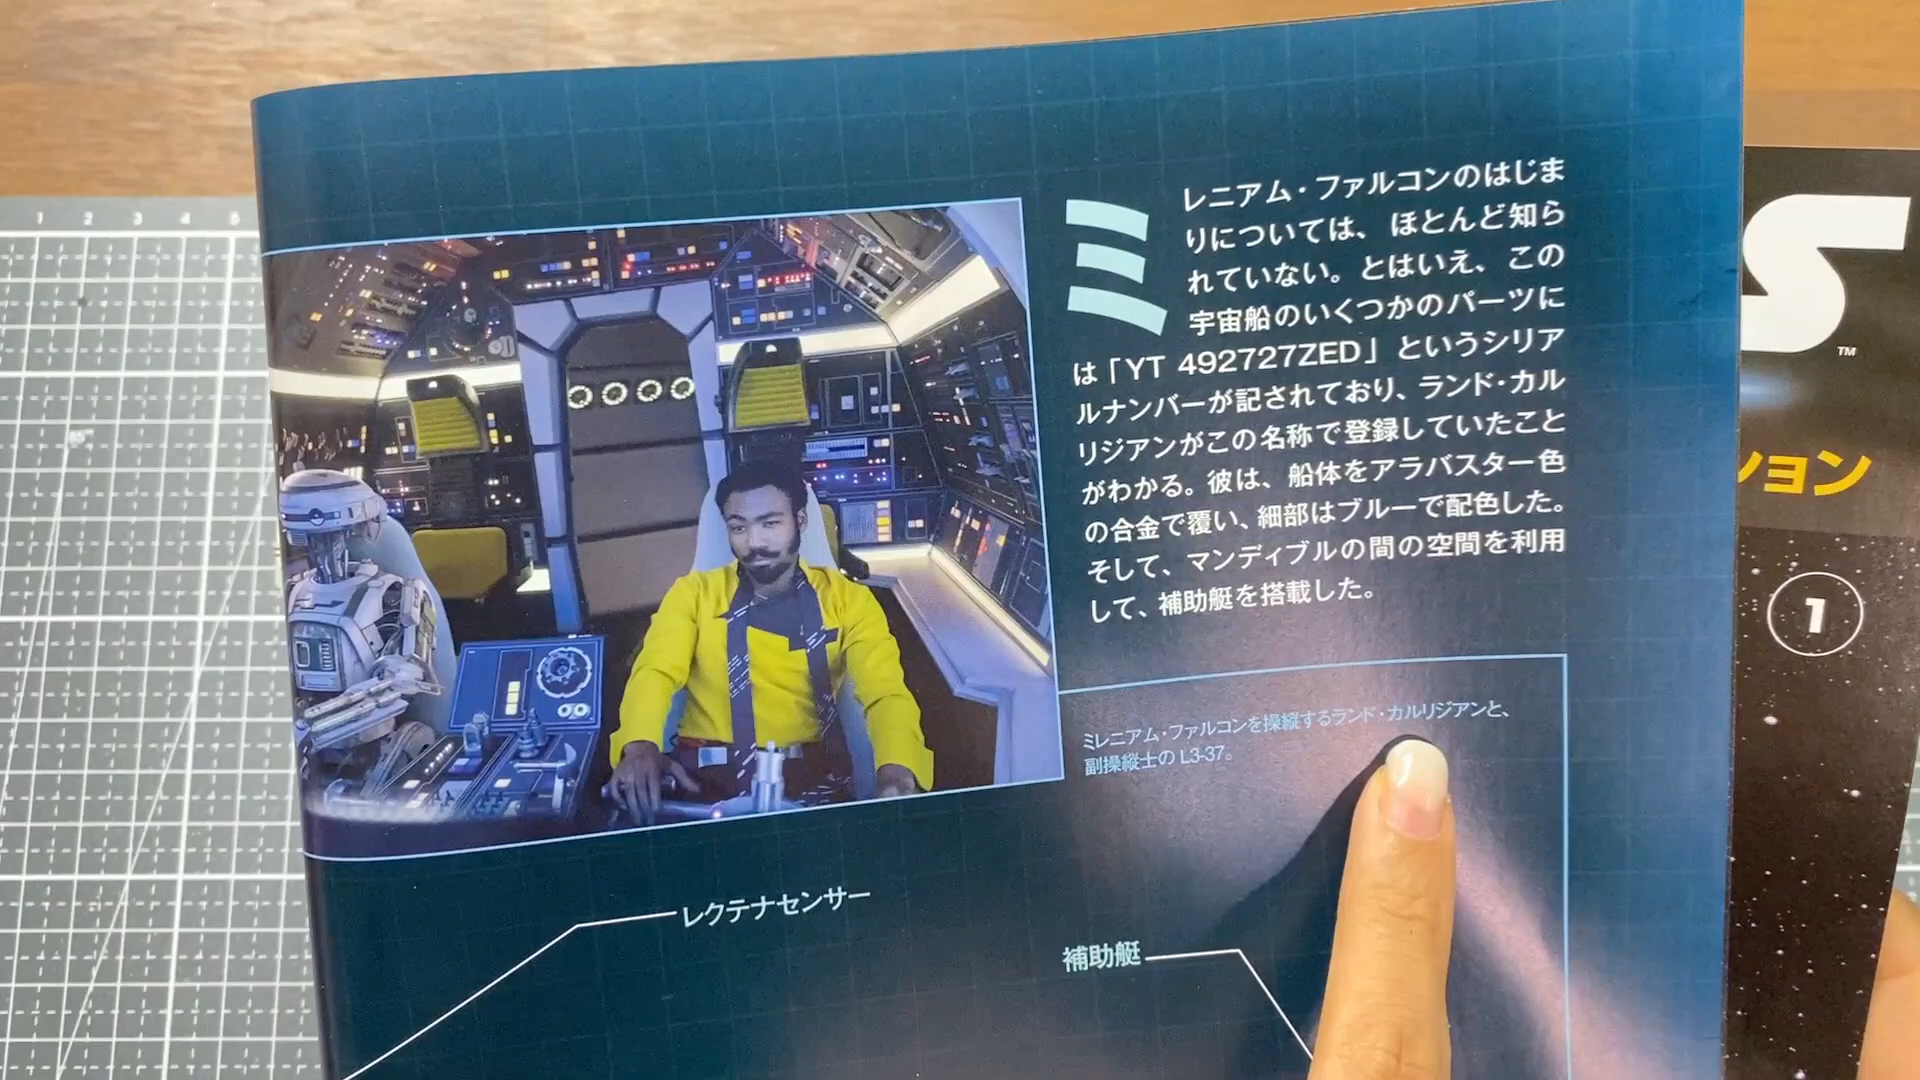 1 2 3 4 5
ミレニアム・ファルコンのはじま
りについては、ほとんど知ら
れていない。とはいえ、この
宇宙船のいくつかのパーツに
は「YT 492727ZED」というシリア
ルナンバーが記されており、ランド・カル
リジアンがこの名称で登録していたこと
がわかる。彼は、船体をアラバスター色
の合金で覆い、細部はブルーで配色した。
そして、マンディブルの間の空間を利用
して、補助艇を搭載した。
ミレニアム・ファルコンを操縦するランド・カルリジアンと、
副操縦士の L3-37。
レクテナセンサー
補助艇
S
TM
ション
1